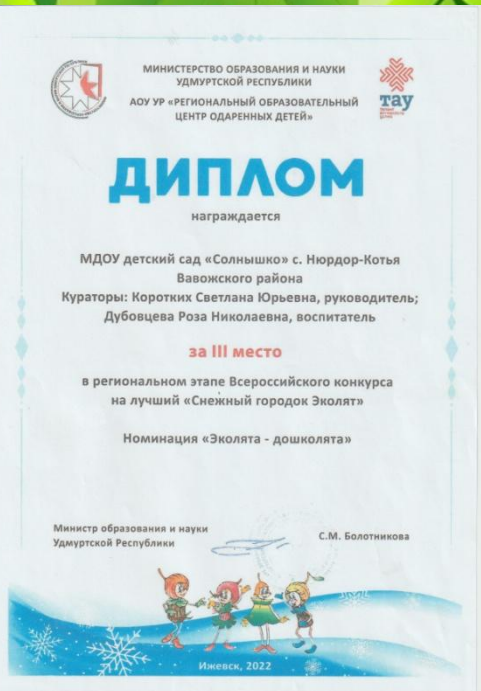 МИНИСТЕРСТВО ОБРАЗОВАНИЯ И НАУКИ
УДМУРТСКОЙ РЕСПУБЛИКИ
АОУ УР «РЕГИОНАЛЬНЫЙ ОБРАЗОВАТЕЛЬНЫЙ
ЦЕНТР ОДАРЕННЫХ ДЕТЕЙ»
тау
ДИПЛОМ
награждается
МДОУ детский сад «Солнышко» с. Нюрдор-Котья
Вавожского района
Кураторы: Коротких Светлана Юрьевна, руководитель;
Дубовцева Роза Николаевна, воспитатель
за III место
в региональном этапе Всероссийского конкурса
на лучший «Снежный городок Эколят»
Номинация «Эколята - дошколята»
Министр образования и науки
Удмуртской Республики
С.М. Болотникова
Ижевск, 2022